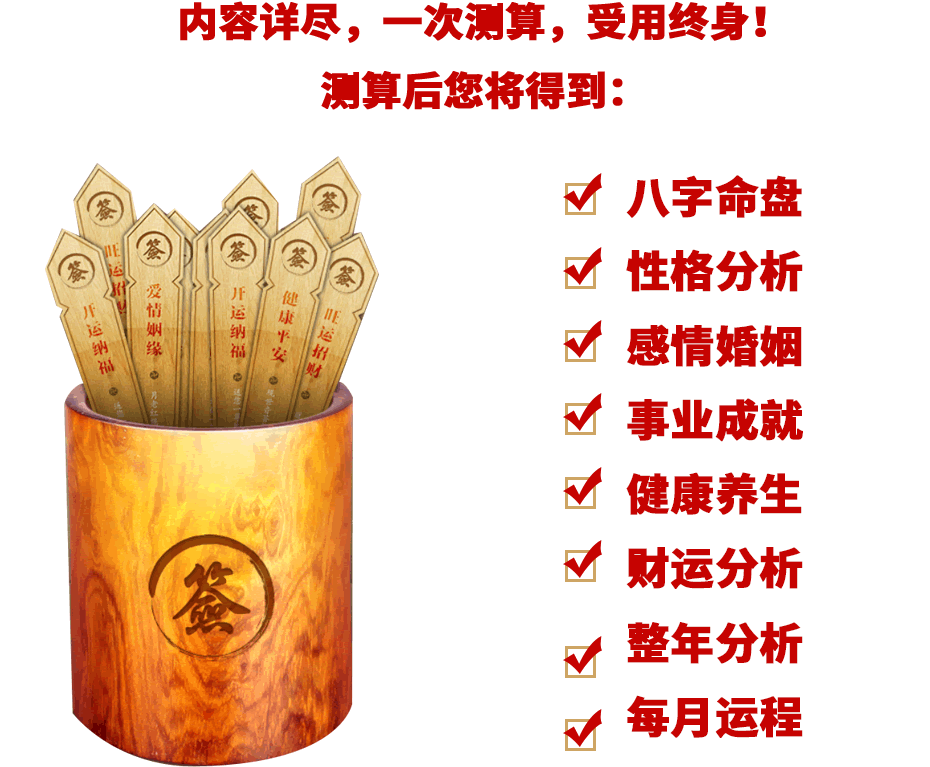 内容详尽，一次测算，受用终身！
测算后您将得到：
签
签
签
签
签
签
签
签
旺运招财
开运纳福
爱情姻缘
开运纳福
健康平安
旺运招财
签
八字命盘
性格分析
感情婚姻
事业成就
健康养生
财运分析
整年分析
每月运程